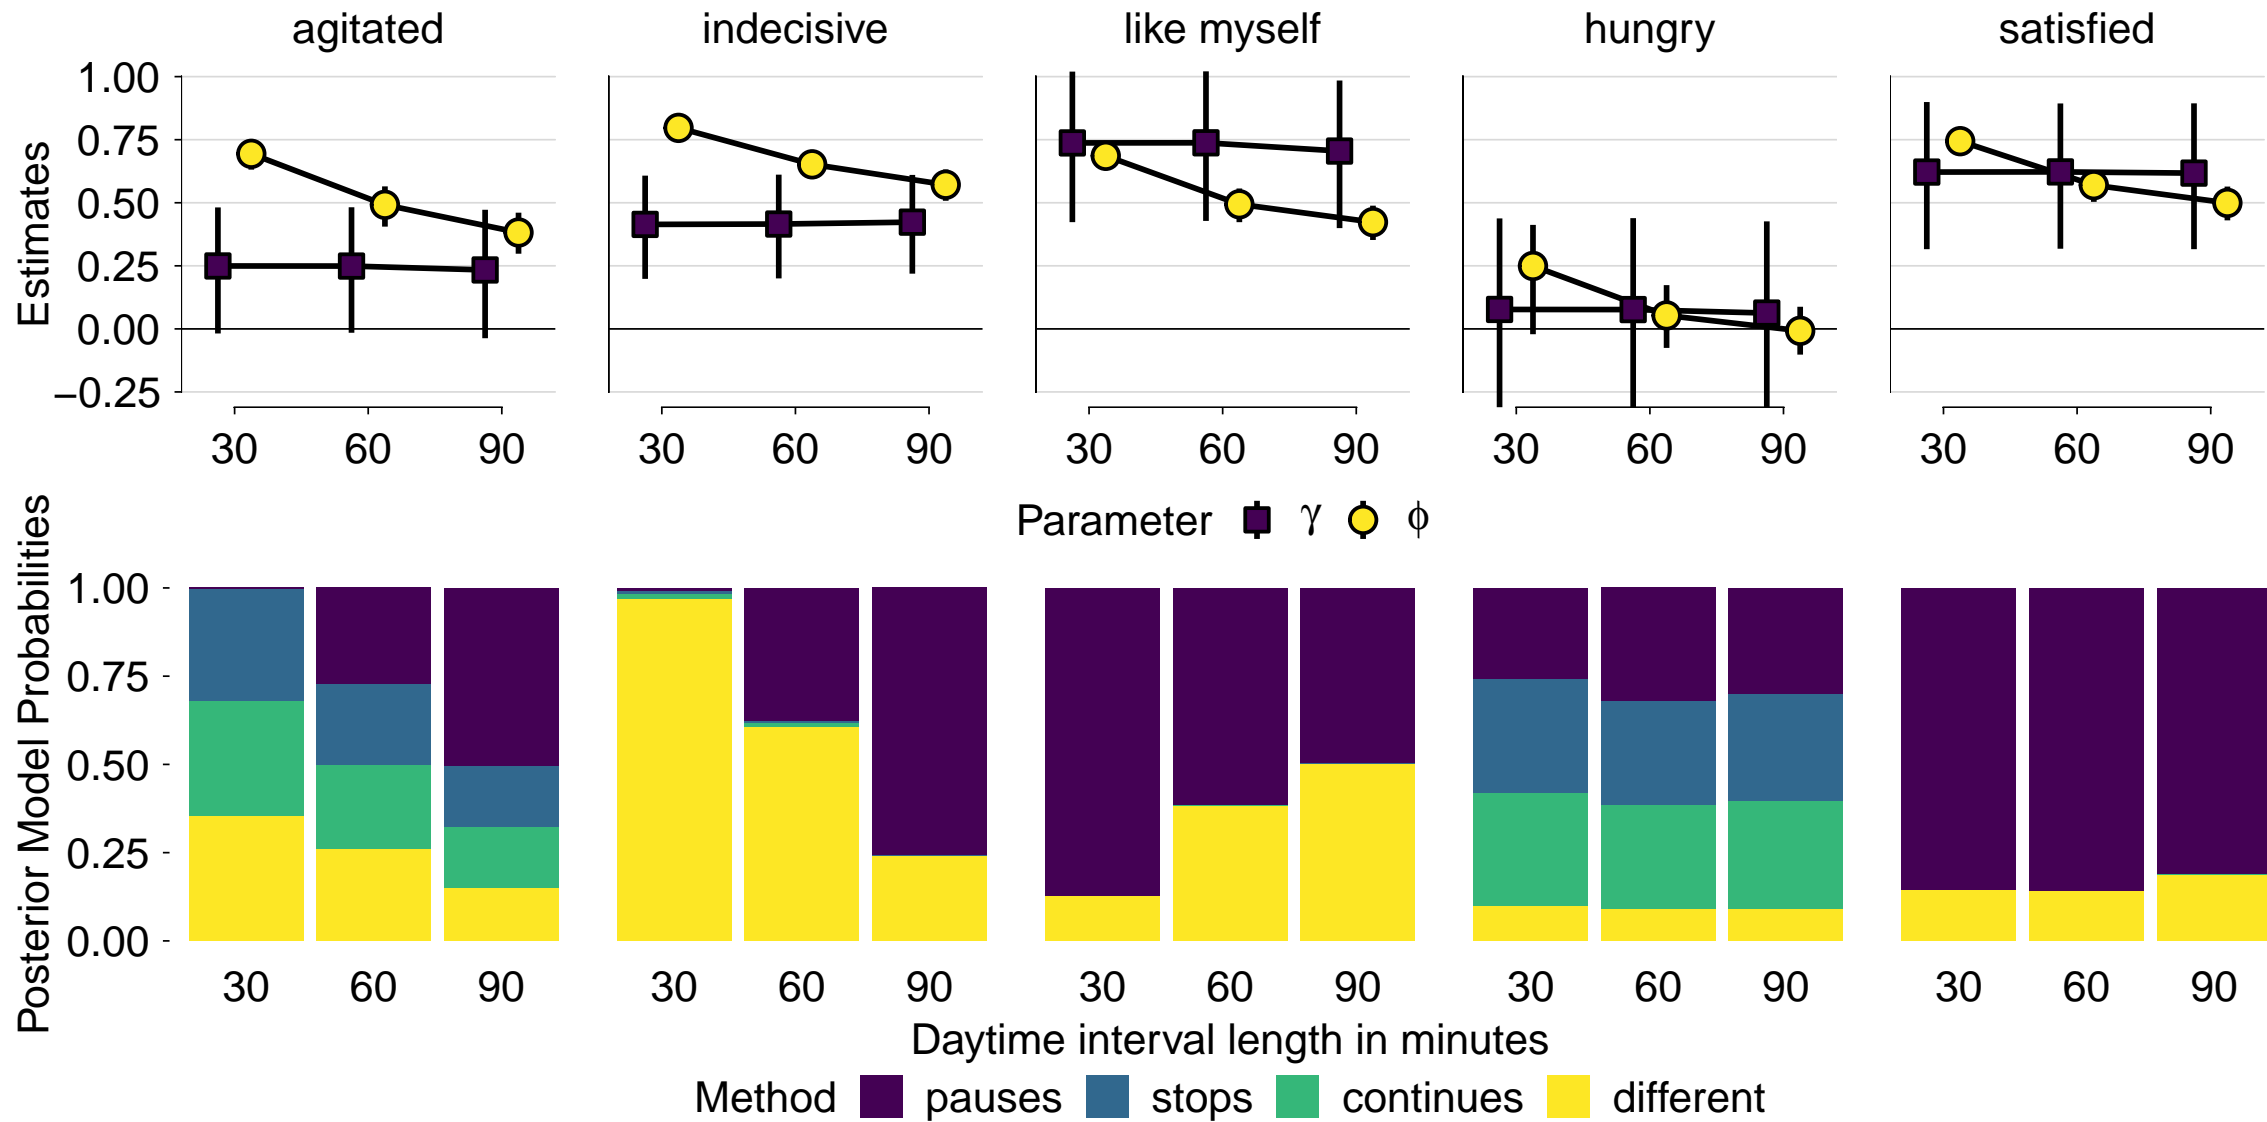 agitated indecisive like myself hungry satisfied
Estimates
1.00
0.75
0.50
0.25
0.00
−0.25
30 60 90 30 60 90 30 60 90 30 60 90 30 60 90
Parameter γ ϕ
Posterior Model Probabilities
1.00
0.75
0.50
0.25
0.00
30 60 90 30 60 90 30 60 90 30 60 90 30 60 90
Daytime interval length in minutes
Method pauses stops continues different